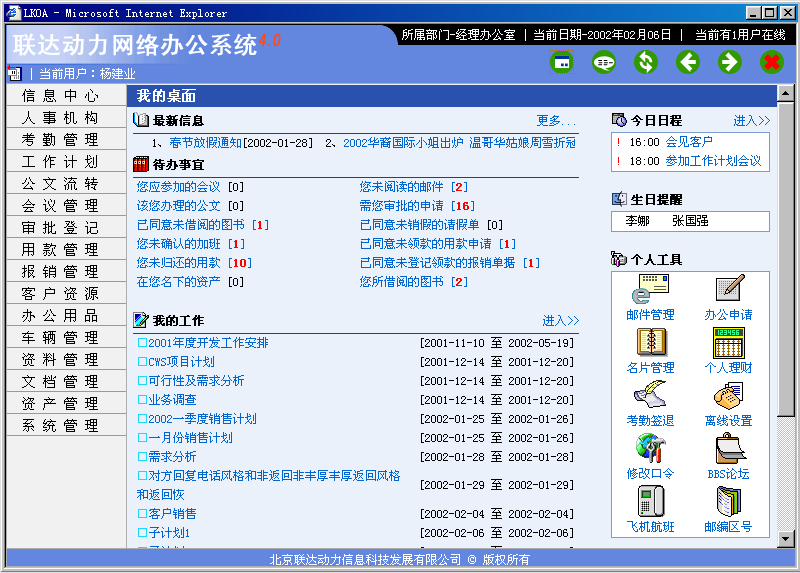 LKOA - Microsoft Internet Explorer
联达动力网络办公系统4.0
所属部门-经理办公室 | 当前日期-2002年02月06日 | 当前有1用户在线
| 当前用户：杨建业
信息中心
人事机构
考勤管理
工作计划
公文流转
会议管理
审批登记
用款管理
报销管理
客户资源
办公用品
车辆管理
资料管理
文档管理
资产管理
系统管理
我的桌面
最新信息 更多...
1、春节放假通知[2002-01-28] 2、2002华裔国际小姐出炉 温哥华姑娘周雪折冠
待办事宜
您应参加的会议 [0] 您未阅读的邮件 [2]
该您办理的公文 [0] 需您审批的申请 [16]
已同意未借阅的图书 [1] 已同意未销假的请假单 [0]
您未确认的加班 [1] 已同意未领款的用款申请 [1]
您未归还的用款 [10] 已同意未登记领款的报销单据 [1]
在您名下的资产 [0] 您所借阅的图书 [2]
我的工作 进入>>
2001年度开发工作安排 [2001-11-10 至 2002-05-19]
CWS项目计划 [2001-12-14 至 2001-12-20]
可行性及需求分析 [2001-12-14 至 2001-12-20]
业务调查 [2001-12-14 至 2001-12-20]
2002一季度销售计划 [2002-01-25 至 2002-01-26]
一月份销售计划 [2002-01-25 至 2002-01-26]
需求分析 [2002-01-28 至 2002-01-28]
对方回复电话风格和非返回非丰厚丰厚返回风格
和返回恢 [2002-01-29 至 2002-01-29]
客户销售 [2002-02-04 至 2002-02-04]
子计划1 [2002-02-06 至 2002-02-06]
今日日程 进入>>
! 16:00 会见客户
! 18:00 参加工作计划会议
生日提醒
李娜 张国强
个人工具
邮件管理 办公申请
名片管理 个人理财
考勤签退 离线设置
修改口令 BBS论坛
飞机航班 邮编区号
北京联达动力信息科技发展有限公司 © 版权所有